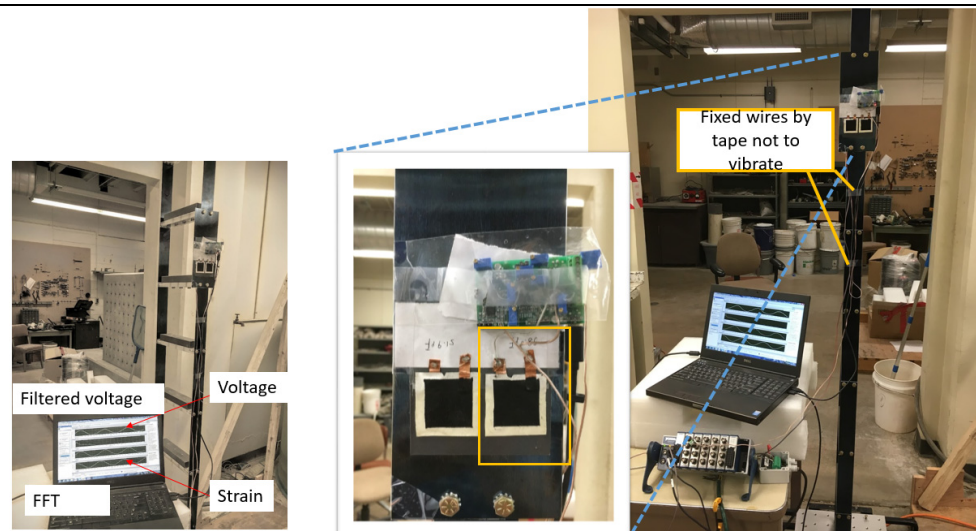 Fixed wires by
tape not to
vibrate
Filtered voltage
Voltage
FFT
Strain